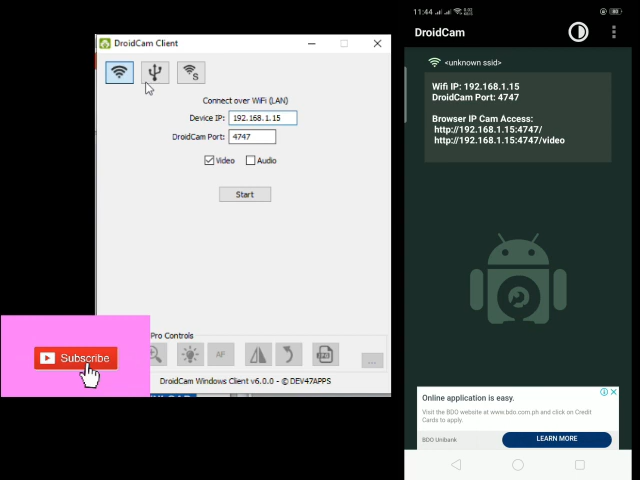 DroidCam Client
S
Connect over WiFi (LAN)
Device IP: 192.168.1.15
DroidCam Port: 4747
Video Audio
Start
Pro Controls
AF
...
DroidCam Windows Client v6.0.0 - © DEV47APPS
Subscribe
11:44
DroidCam
<unknown ssid>
Wifi IP: 192.168.1.15
DroidCam Port: 4747
Browser IP Cam Access:
http://192.168.1.15:4747/
http://192.168.1.15:4747/video
Online application is easy.
Visit the BDO website at www.bdo.com.ph and click on Credit
Cards to apply.
BDO Unibank
LEARN MORE